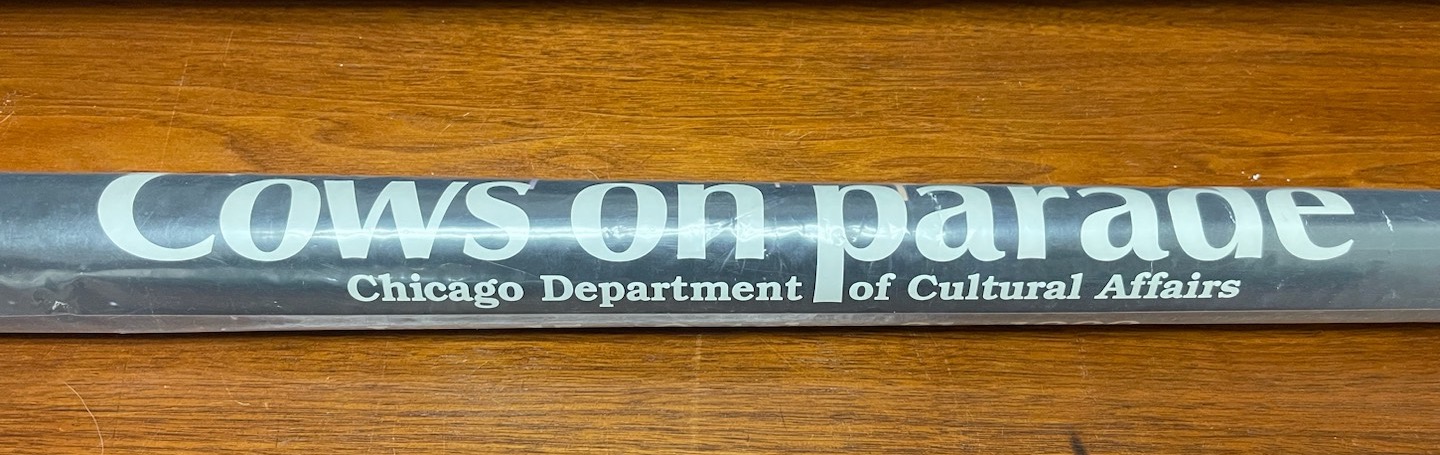 Cows on parade
Chicago Department of Cultural Affairs